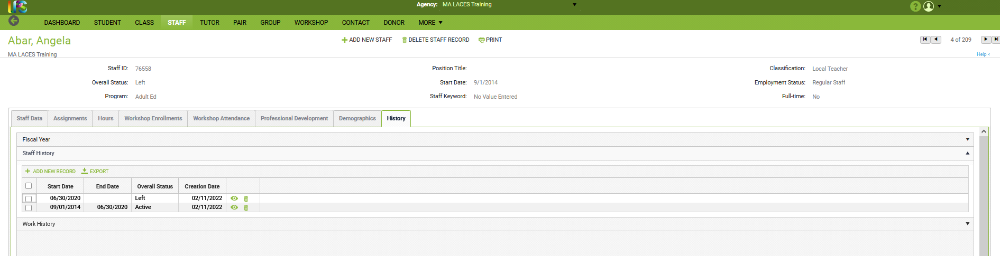 LPS
Agency: MA LACES Training
?
DASHBOARD STUDENT CLASS STAFF TUTOR PAIR GROUP WORKSHOP CONTACT DONOR MORE
Abar, Angela
ADD NEW STAFF DELETE STAFF RECORD PRINT
4 of 209
MA LACES Training
Help <
Staff ID: 76558 Position Title: Classification: Local Teacher
Overall Status: Left Start Date: 9/1/2014 Employment Status: Regular Staff
Program: Adult Ed Staff Keyword: No Value Entered Full-time: No
Staff Data Assignments Hours Workshop Enrollments Workshop Attendance Professional Development Demographics History
Fiscal Year
Staff History
ADD NEW RECORD EXPORT
Start Date End Date Overall Status Creation Date
06/30/2020 Left 02/11/2022
09/01/2014 06/30/2020 Active 02/11/2022
Work History